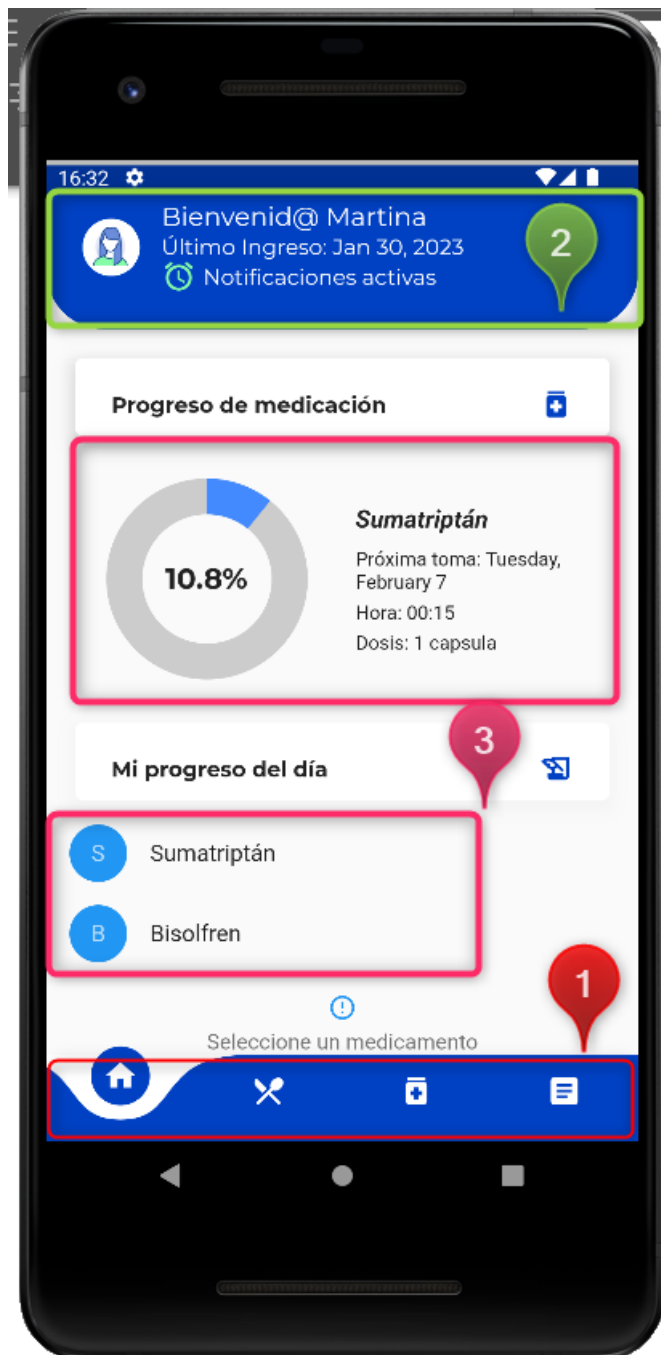 16:32
Bienvenid@ Martina
Último Ingreso: Jan 30, 2023
Notificaciones activas
2
Progreso de medicación
10.8%
Sumatriptán
Próxima toma: Tuesday,
February 7
Hora: 00:15
Dosis: 1 capsula
3
Mi progreso del día
S Sumatriptán
B Bisolfren
1
Seleccione un medicamento